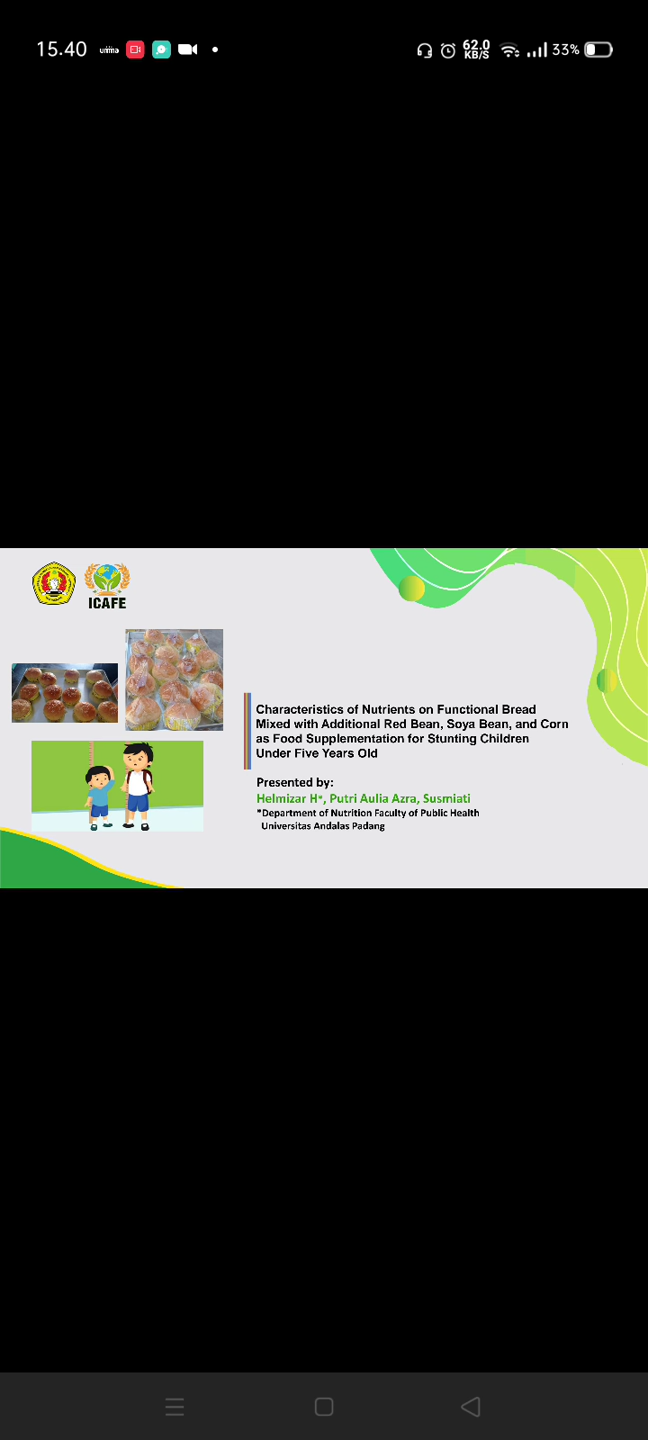 15.40
62.0
KB/S
33%
ICAFE
Characteristics of Nutrients on Functional Bread
Mixed with Additional Red Bean, Soya Bean, and Corn
as Food Supplementation for Stunting Children
Under Five Years Old
Presented by:
Helmizar H*, Putri Aulia Azra, Susmiati
*Department of Nutrition Faculty of Public Health
Universitas Andalas Padang